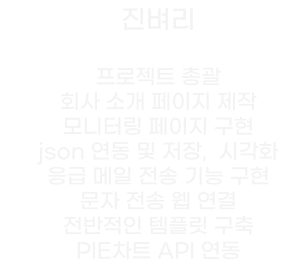 진벼리
프로젝트 총괄
회사 소개 페이지 제작
모니터링 페이지 구현
json 연동 및 저장,  시각화
응급 메일 전송 기능 구현
문자 전송 웹 연결
전반적인 템플릿 구축
PIE차트 API 연동